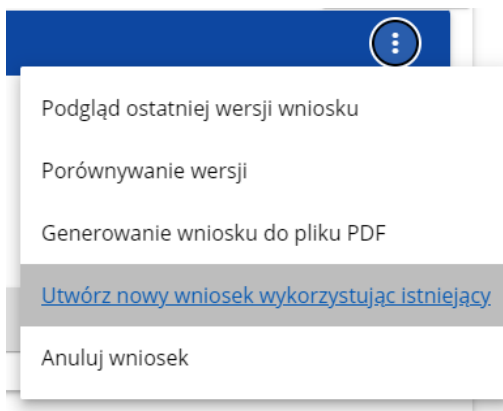 Podgląd ostatniej wersji wniosku
Porównywanie wersji
Generowanie wniosku do pliku PDF
Utwórz nowy wniosek wykorzystując istniejący
Anuluj wniosek